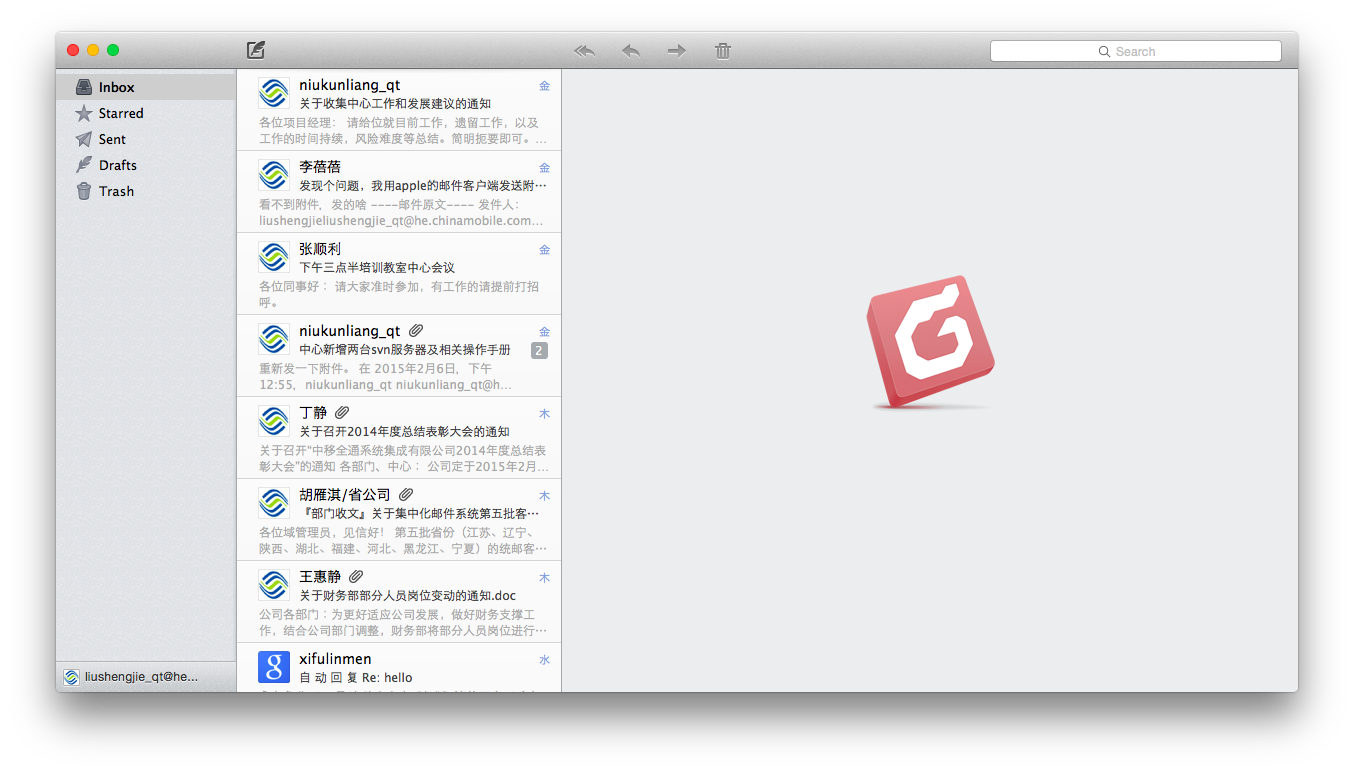 Search
Inbox
Starred
Sent
Drafts
Trash
liushengjie_qt@he...
niukunliang_qt 金
关于收集中心工作和发展建议的通知
各位项目经理： 请给位就目前工作，遗留工作，以及
工作的时间持续，风险难度等总结。简明扼要即可。...
李蓓蓓 金
发现个问题，我用apple的邮件客户端发送附...
看不到附件, 发的啥 ----邮件原文---- 发件人：
liushengjieliushengjie_qt@he.chinamobile.com...
张顺利 金
下午三点半培训教室中心会议
各位同事好： 请大家准时参加，有工作的请提前打招
呼。
niukunliang_qt 金
中心新增两台svn服务器及相关操作手册 2
重新发一下附件。 在 2015年2月6日，下午
12:55，niukunliang_qt niukunliang_qt@h...
丁静 木
关于召开2014年度总结表彰大会的通知
关于召开“中移全通系统集成有限公司2014年度总结表
彰大会”的通知 各部门、中心： 公司定于2015年2月...
胡雁淇/省公司 木
『部门收文』关于集中化邮件系统第五批客...
各位域管理员，见信好！ 第五批省份（江苏、辽宁、
陕西、湖北、福建、河北、黑龙江、宁夏）的统邮客...
王惠静 木
关于财务部部分人员岗位变动的通知.doc
公司各部门：为更好适应公司发展，做好财务支撑工
作，结合公司部门调整，财务部将部分人员岗位进行...
xifulinmen 水
自 动 回 复 Re: hello